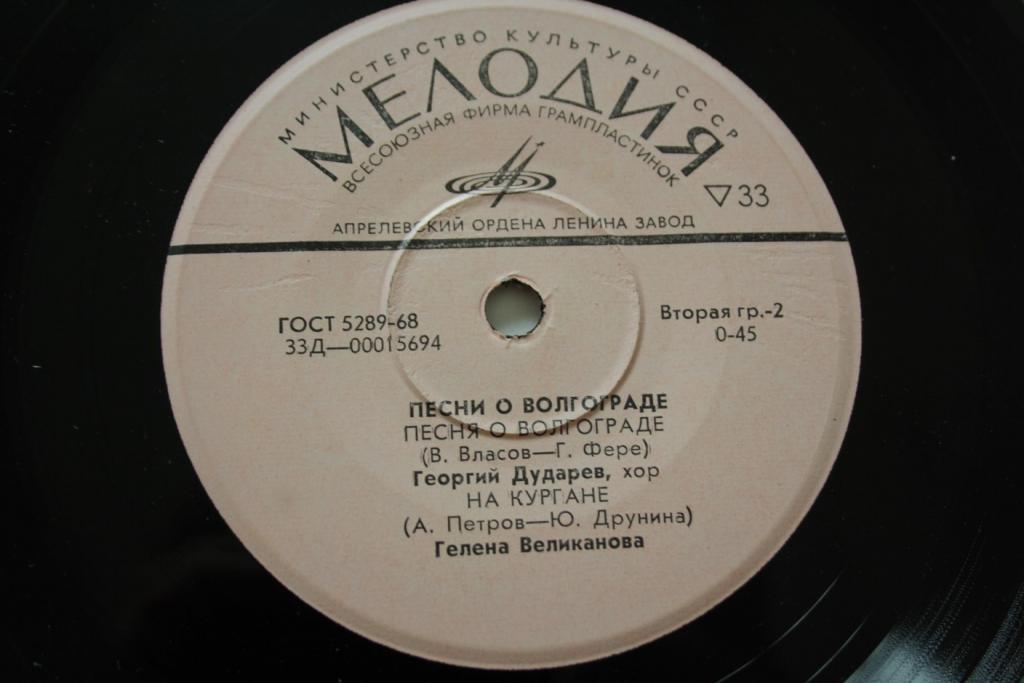 МИНИСТЕРСТВО КУЛЬТУРЫ СССР
МЕЛОДИЯ
ВСЕСОЮЗНАЯ ФИРМА ГРАМПЛАСТИНОК
▽33
АПРЕЛЕВСКИЙ ОРДЕНА ЛЕНИНА ЗАВОД
ГОСТ 5289-68
33Д—00015694
Вторая гр.-2
0-45
ПЕСНИ О ВОЛГОГРАДЕ
ПЕСНЯ О ВОЛГОГРАДЕ
(В. Власов—Г. Фере)
Георгий Дударев, хор
НА КУРГАНЕ
(А. Петров—Ю. Друнина)
Гелена Великанова